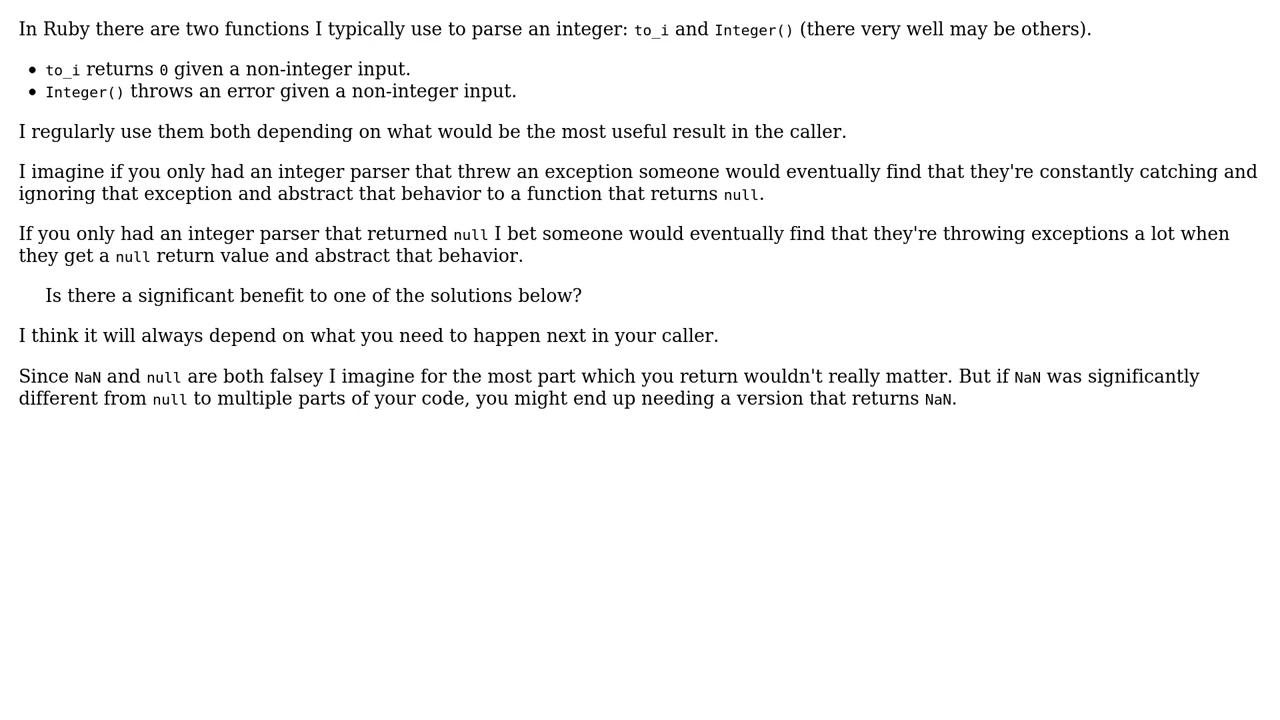 In Ruby there are two functions I typically use to parse an integer: to_i and Integer() (there very well may be others).
• to_i returns 0 given a non-integer input.
• Integer() throws an error given a non-integer input.
I regularly use them both depending on what would be the most useful result in the caller.
I imagine if you only had an integer parser that threw an exception someone would eventually find that they're constantly catching and
ignoring that exception and abstract that behavior to a function that returns null.
If you only had an integer parser that returned null I bet someone would eventually find that they're throwing exceptions a lot when
they get a null return value and abstract that behavior.
Is there a significant benefit to one of the solutions below?
I think it will always depend on what you need to happen next in your caller.
Since NaN and null are both falsey I imagine for the most part which you return wouldn't really matter. But if NaN was significantly
different from null to multiple parts of your code, you might end up needing a version that returns NaN.